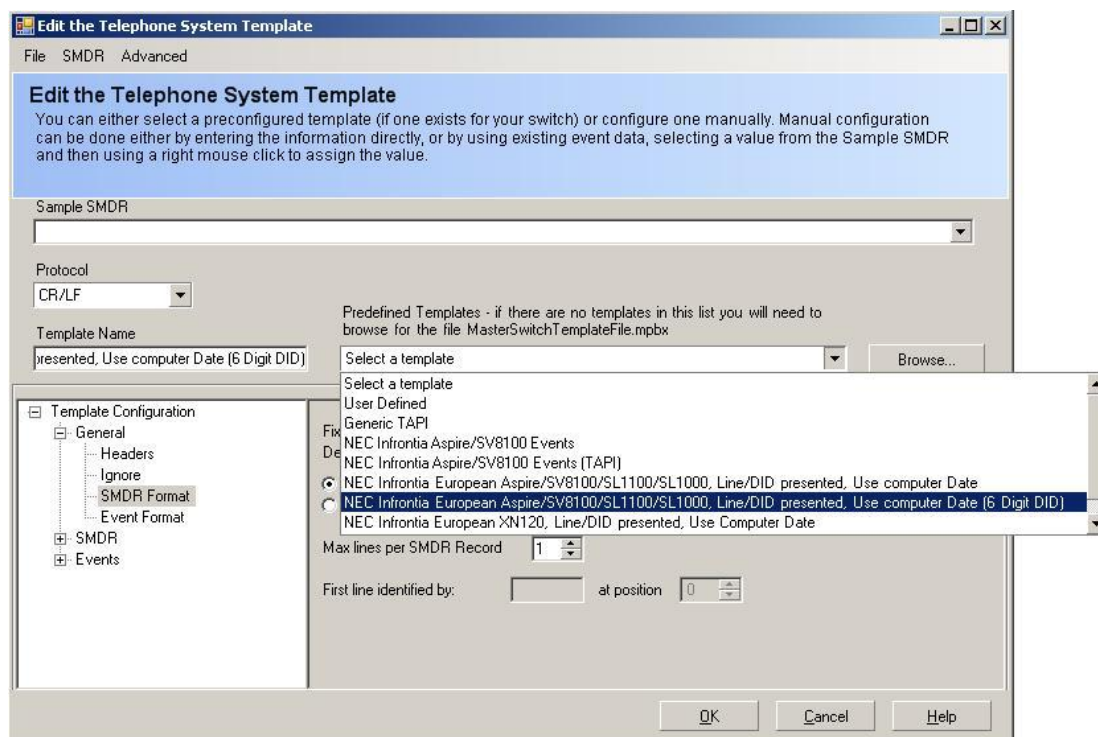 Edit the Telephone System Template
File SMDR Advanced
Edit the Telephone System Template
You can either select a preconfigured template (if one exists for your switch) or configure one manually. Manual configuration
can be done either by entering the information directly, or by using existing event data, selecting a value from the Sample SMDR
and then using a right mouse click to assign the value.
Sample SMDR
Protocol
CR/LF
Predefined Templates - if there are no templates in this list you will need to
browse for the file MasterSwitchTemplateFile.mpbx
Template Name
resented, Use computer Date (6 Digit DID)
Select a template
Browse...
Select a template
User Defined
Generic TAPI
NEC Infrontia Aspire/SV8100 Events
NEC Infrontia Aspire/SV8100 Events (TAPI)
NEC Infrontia European Aspire/SV8100/SL1100/SL1000, Line/DID presented, Use computer Date
NEC Infrontia European Aspire/SV8100/SL1100/SL1000, Line/DID presented, Use computer Date (6 Digit DID)
NEC Infrontia European XN120, Line/DID presented, Use Computer Date
Template Configuration
General
Headers
Ignore
SMDR Format
Event Format
SMDR
Events
Fix
De
Max lines per SMDR Record 1
First line identified by: at position 0
OK
Cancel
Help